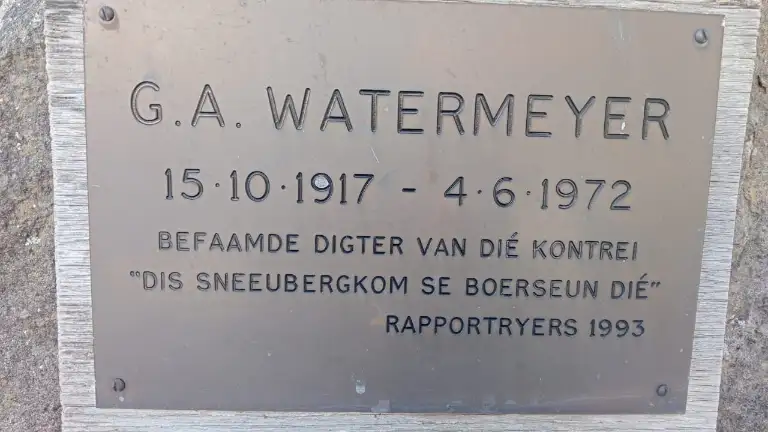 G. A. WATERMEYER
15·10·1917 - 4·6·1972
BEFAAMDE DIGTER VAN DIÉ KONTREI
"DIS SNEEUBERGKOM SE BOERSEUN DIÉ"
RAPPORTRYERS 1993